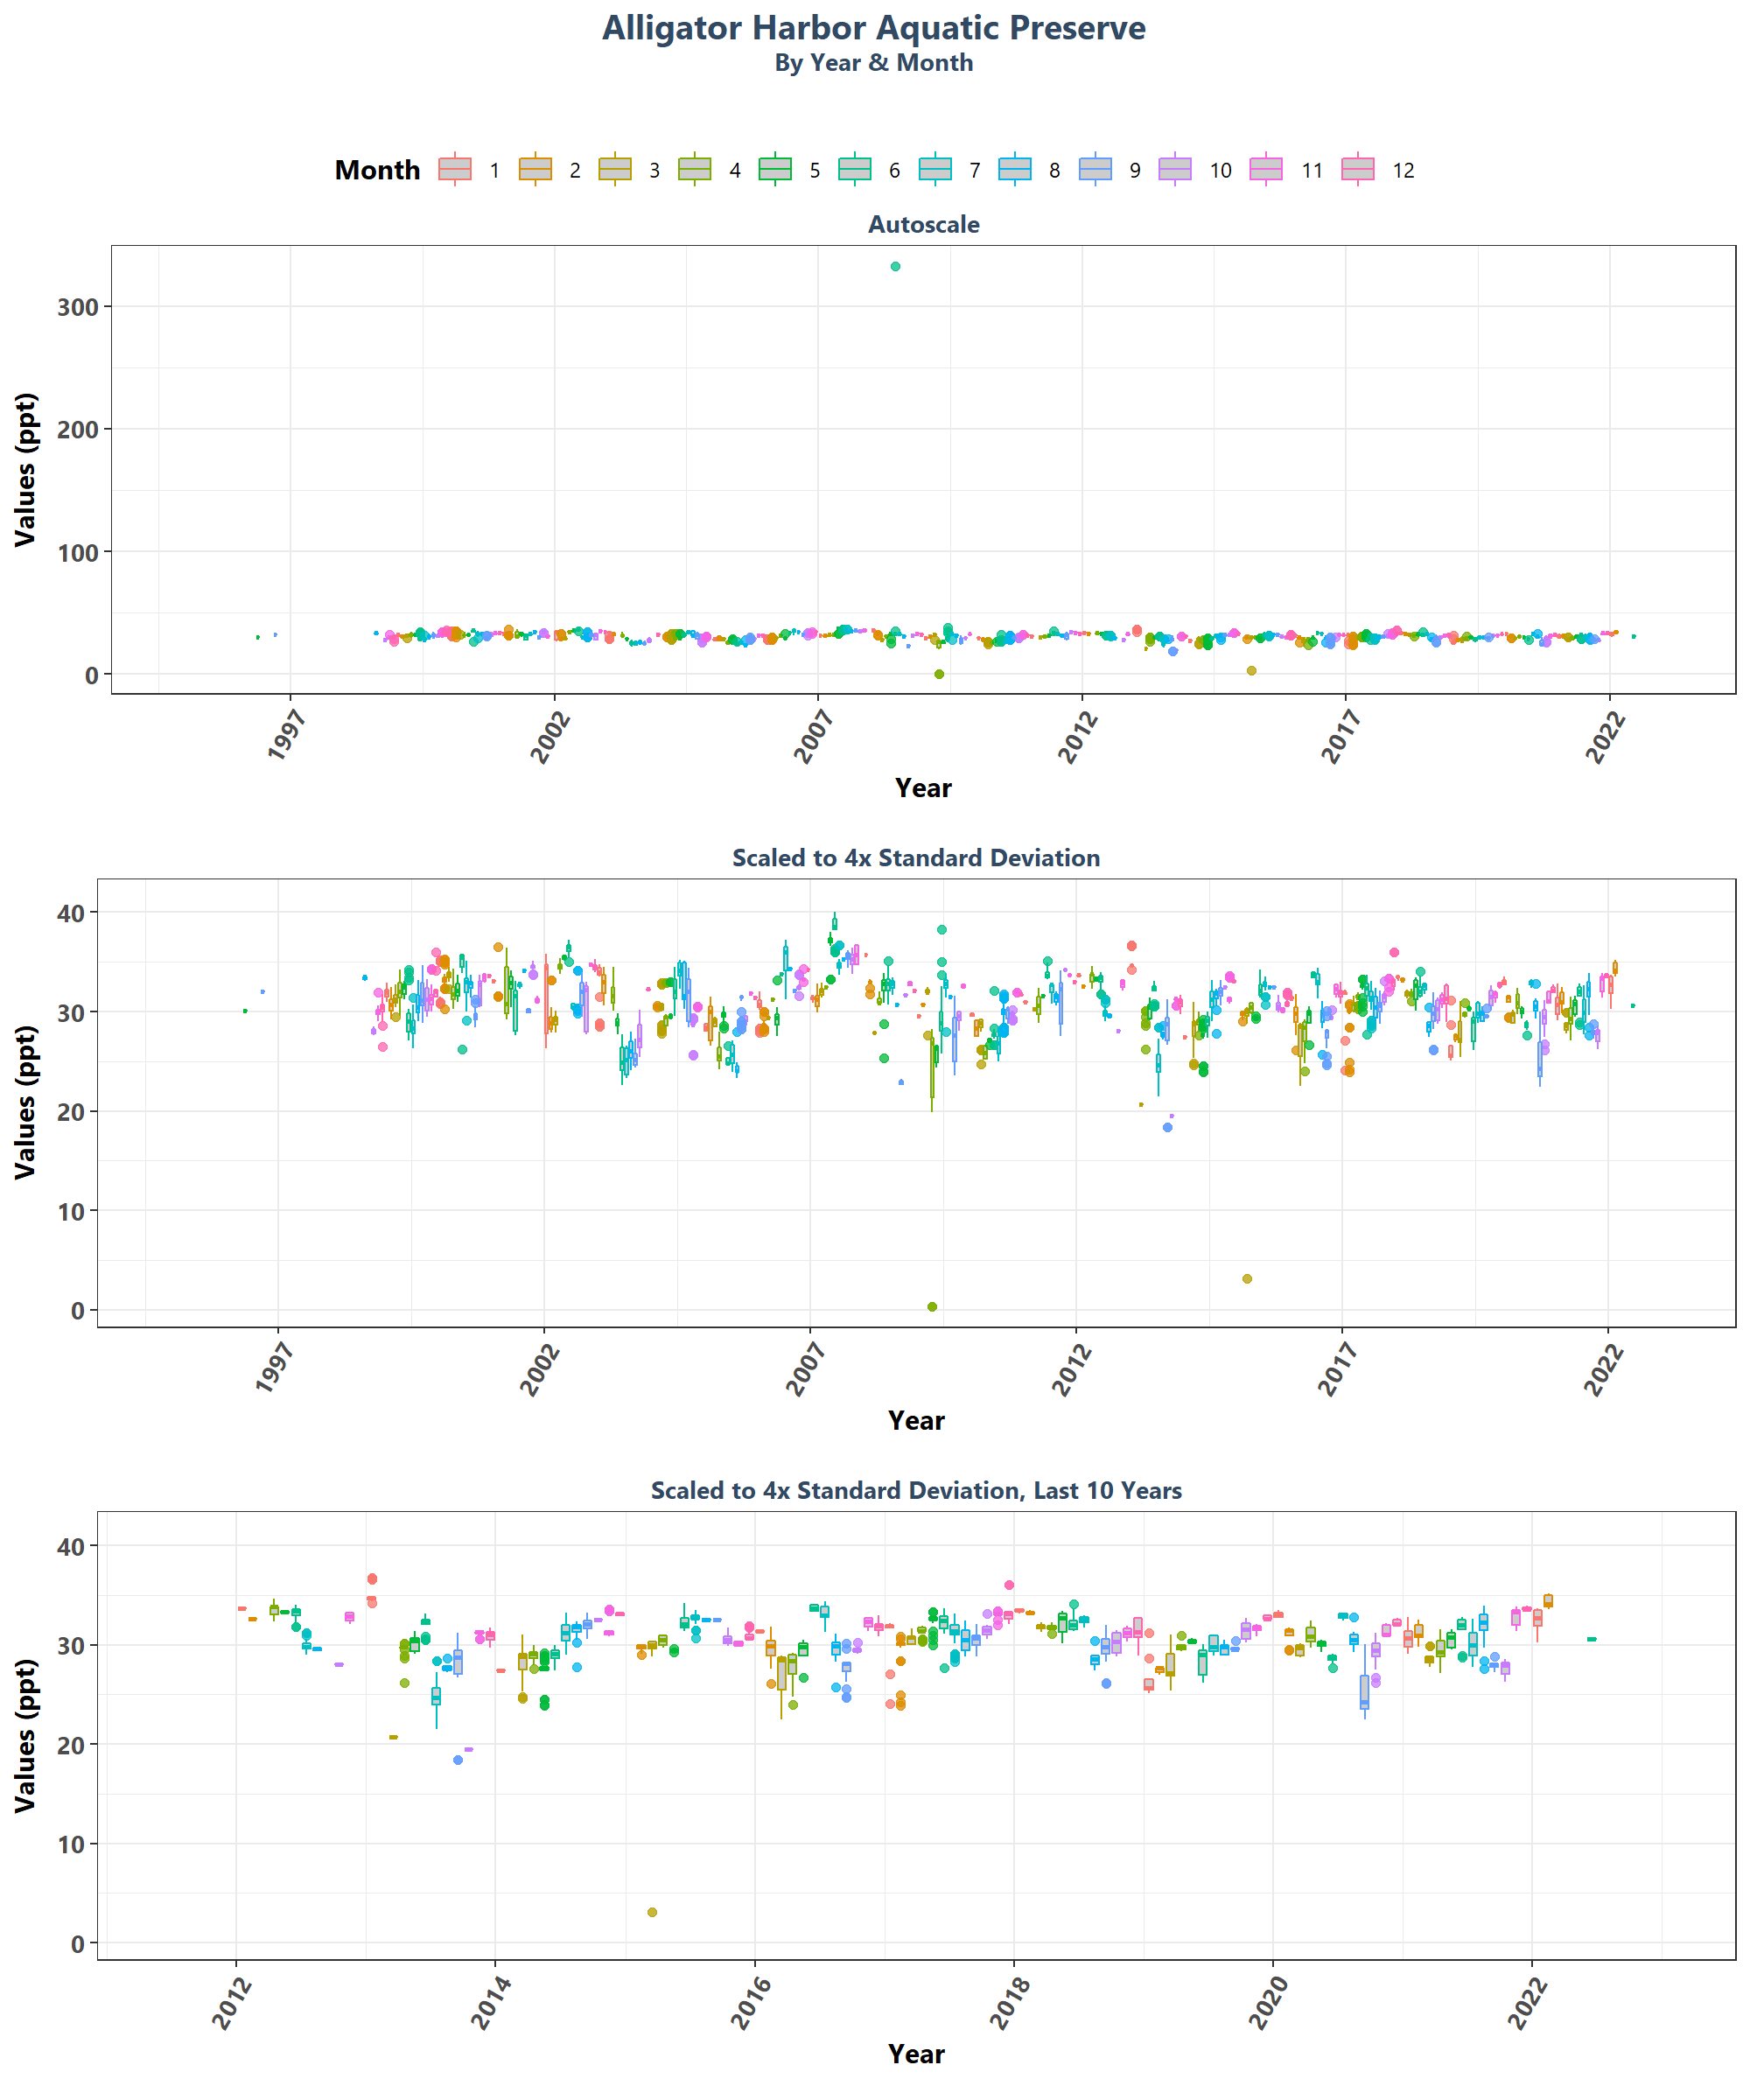 Alligator Harbor Aquatic Preserve
By Year & Month
Month 1 2 3 4 5 6 7 8 9 10 11 12
Autoscale
Values (ppt)
300
200
100
0
1997 2002 2007 2012 2017 2022
Year
Scaled to 4x Standard Deviation
Values (ppt)
40
30
20
10
0
1997 2002 2007 2012 2017 2022
Year
Scaled to 4x Standard Deviation, Last 10 Years
Values (ppt)
40
30
20
10
0
2012 2014 2016 2018 2020 2022
Year